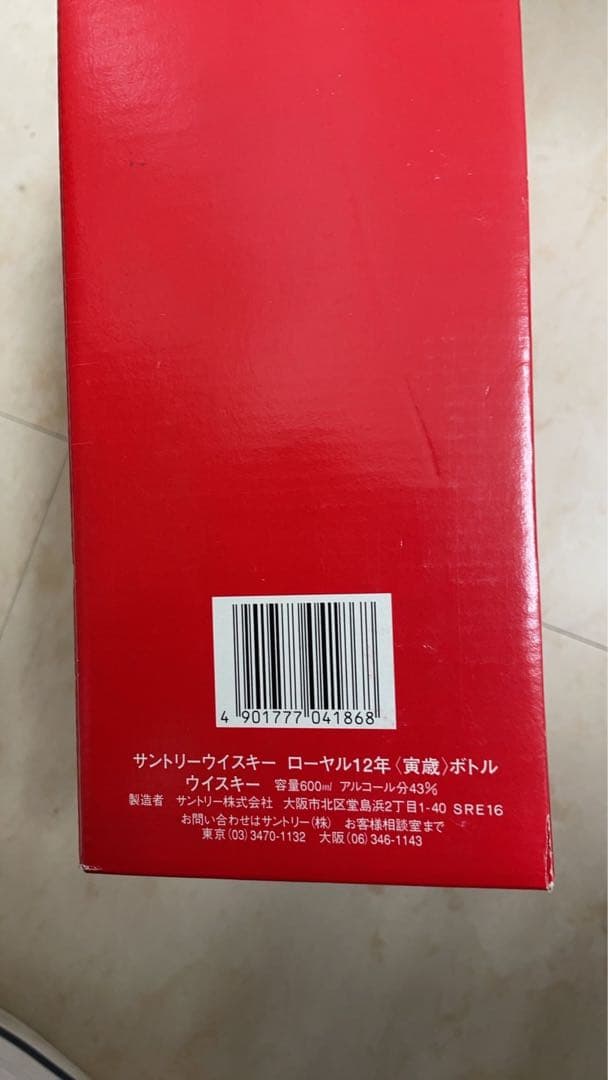 4 901777 041868
サントリーウイスキー ローヤル12年〈寅歳〉ボトル
ウイスキー 容量600㎖ アルコール分43%
製造者 サントリー株式会社 大阪市北区堂島浜2丁目1-40 SRE16
お問い合わせはサントリー(株) お客様相談室まで
東京(03)3470-1132 大阪(06)346-1143